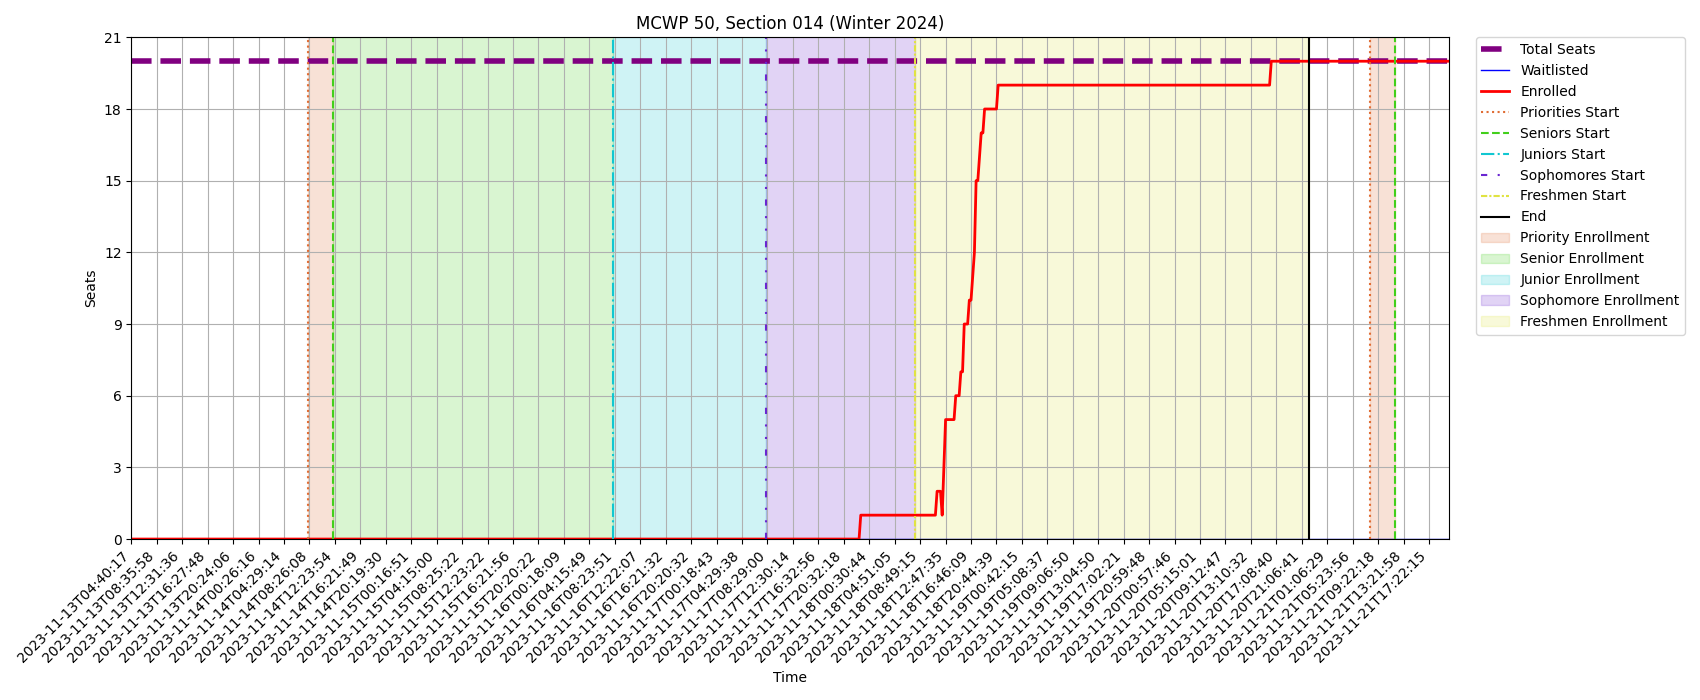 MCWP 50, Section 014 (Winter 2024)
Seats
21
18
15
12
9
6
3
0
2023-11-13T04:40:17
2023-11-13T08:35:58
2023-11-13T12:31:36
2023-11-13T16:27:48
2023-11-13T20:24:06
2023-11-14T00:26:16
2023-11-14T04:29:14
2023-11-14T08:26:08
2023-11-14T12:23:54
2023-11-14T16:21:49
2023-11-14T20:19:30
2023-11-15T00:16:51
2023-11-15T04:15:00
2023-11-15T08:25:22
2023-11-15T12:23:22
2023-11-15T16:21:56
2023-11-15T20:20:22
2023-11-16T00:18:09
2023-11-16T04:15:49
2023-11-16T08:23:51
2023-11-16T12:22:07
2023-11-16T16:21:32
2023-11-16T20:20:32
2023-11-17T00:18:43
2023-11-17T04:29:38
2023-11-17T08:29:00
2023-11-17T12:30:14
2023-11-17T16:32:56
2023-11-17T20:32:18
2023-11-18T00:30:44
2023-11-18T04:51:05
2023-11-18T08:49:15
2023-11-18T12:47:35
2023-11-18T16:46:09
2023-11-18T20:44:39
2023-11-19T00:42:15
2023-11-19T05:08:37
2023-11-19T09:06:50
2023-11-19T13:04:50
2023-11-19T17:02:21
2023-11-19T20:59:48
2023-11-20T00:57:46
2023-11-20T05:15:01
2023-11-20T09:12:47
2023-11-20T13:10:32
2023-11-20T17:08:40
2023-11-20T21:06:41
2023-11-21T01:06:29
2023-11-21T05:23:56
2023-11-21T09:22:18
2023-11-21T13:21:58
2023-11-21T17:22:15
Time
Total Seats
Waitlisted
Enrolled
Priorities Start
Seniors Start
Juniors Start
Sophomores Start
Freshmen Start
End
Priority Enrollment
Senior Enrollment
Junior Enrollment
Sophomore Enrollment
Freshmen Enrollment